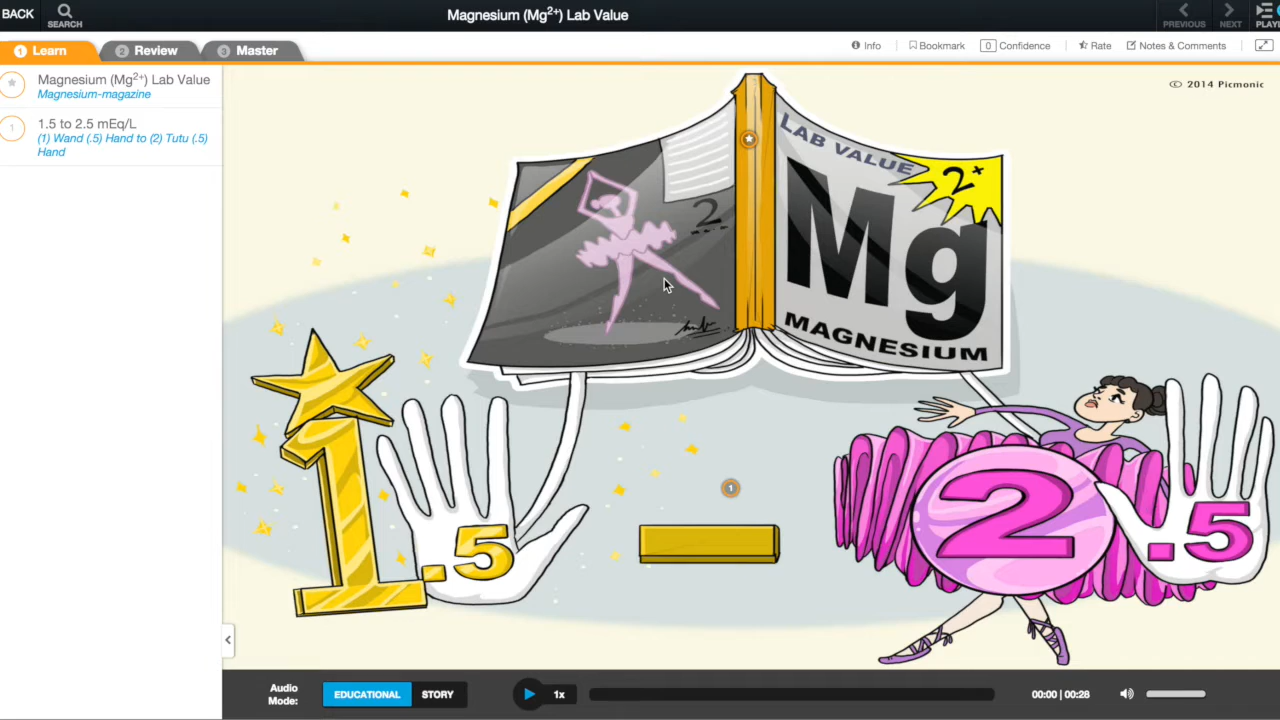 BACK
SEARCH
Magnesium (Mg²⁺) Lab Value
PREVIOUS
NEXT
PLAY
1 Learn
2 Review
3 Master
Info
Bookmark
0 Confidence
Rate
Notes & Comments
Magnesium (Mg²⁺) Lab Value
Magnesium-magazine
1
1.5 to 2.5 mEq/L
(1) Wand (.5) Hand to (2) Tutu (.5)
Hand
© 2014 Picmonic
LAB VALUE
2⁺
Mg
MAGNESIUM
2
1
.5
1
2
.5
Audio
Mode:
EDUCATIONAL
STORY
1x
00:00 | 00:28